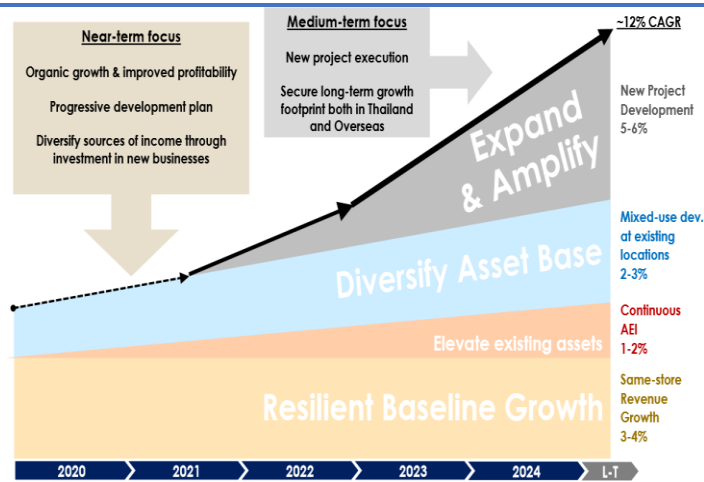 Near-term focus
Organic growth & improved profitability
Progressive development plan
Diversify sources of income through
investment in new businesses
Medium-term focus
New project execution
Secure long-term growth
footprint both in Thailand
and Overseas
~12% CAGR
Expand
& Amplify
New Project
Development
5-6%
Diversify Asset Base
Mixed-use dev.
at existing
locations
2-3%
Elevate existing assets
Continuous
AEI
1-2%
Resilient Baseline Growth
Same-store
Revenue
Growth
3-4%
2020
2021
2022
2023
2024
L-T